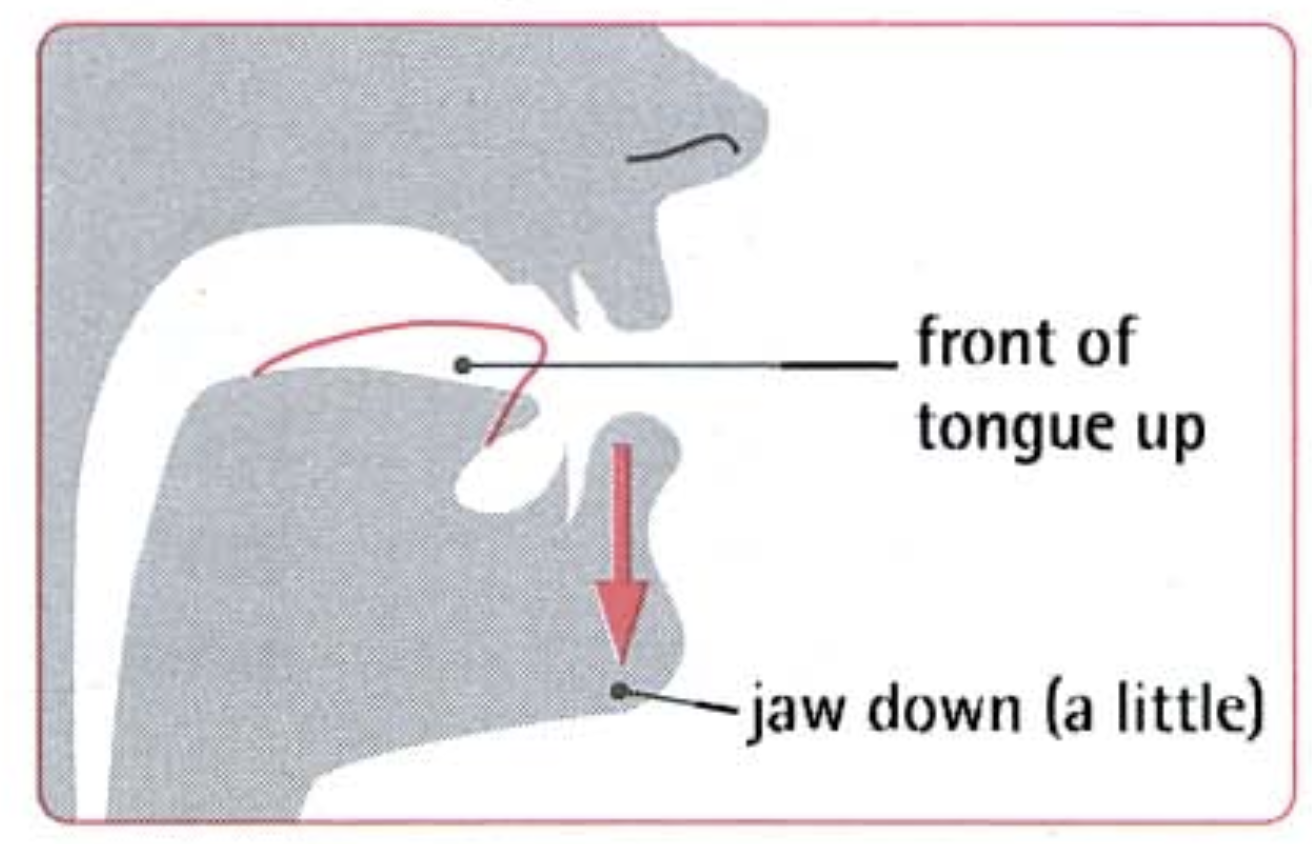 front of
tongue up
jaw down (a little)